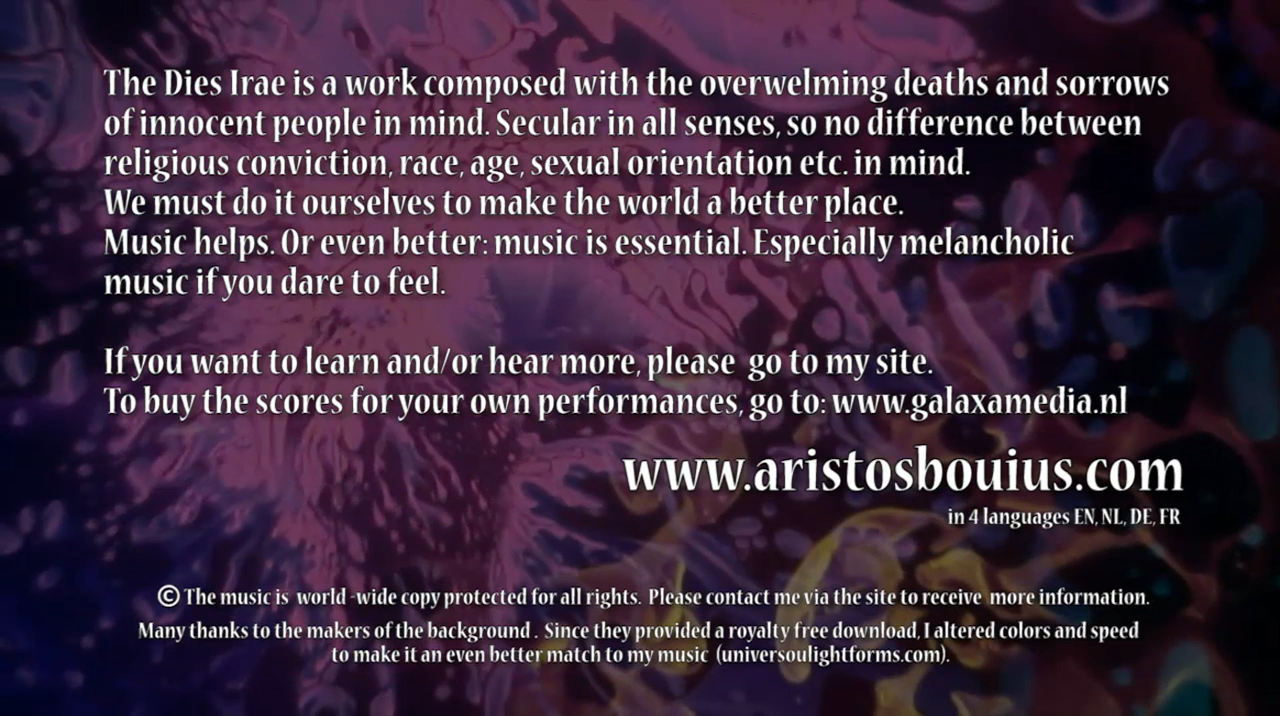 The Dies Irae is a work composed with the overwelming deaths and sorrows
of innocent people in mind. Secular in all senses, so no difference between
religious conviction, race, age, sexual orientation etc. in mind.
We must do it ourselves to make the world a better place.
Music helps. Or even better: music is essential. Especially melancholic
music if you dare to feel.
If you want to learn and/or hear more, please go to my site.
To buy the scores for your own performances, go to: www.galaxamedia.nl
www.aristosbouius.com
in 4 languages EN, NL, DE, FR
© The music is world -wide copy protected for all rights. Please contact me via the site to receive more information.
Many thanks to the makers of the background . Since they provided a royalty free download, I altered colors and speed
to make it an even better match to my music (universoulightforms.com).